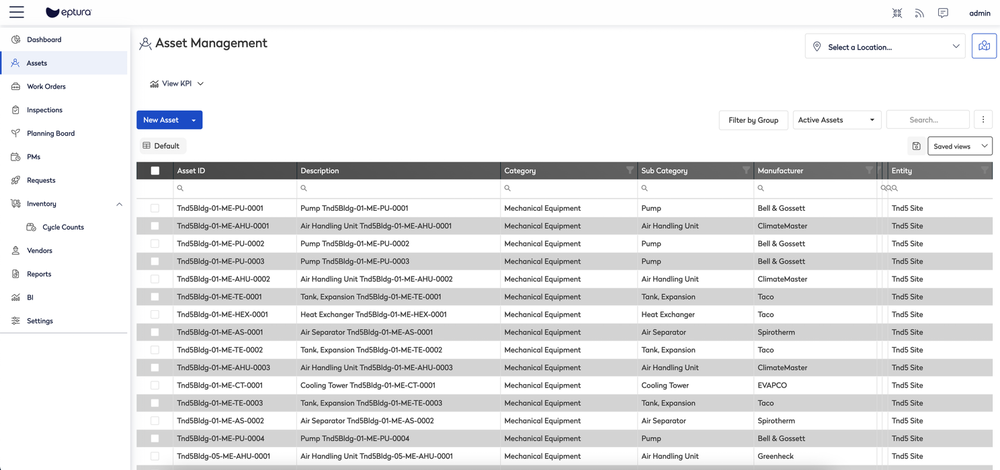 eptura
admin
Dashboard
Assets
Work Orders
Inspections
Planning Board
PMs
Requests
Inventory
Cycle Counts
Vendors
Reports
BI
Settings
Asset Management
Select a Location...
View KPI
New Asset
Filter by Group
Active Assets
Search...
Default
Saved views
Asset ID Description Category Sub Category Manufacturer Entity
Tnd5Bldg-01-ME-PU-0001 Pump Tnd5Bldg-01-ME-PU-0001 Mechanical Equipment Pump Bell & Gossett Tnd5 Site
Tnd5Bldg-01-ME-AHU-0001 Air Handling Unit Tnd5Bldg-01-ME-AHU-0001 Mechanical Equipment Air Handling Unit ClimateMaster Tnd5 Site
Tnd5Bldg-01-ME-PU-0002 Pump Tnd5Bldg-01-ME-PU-0002 Mechanical Equipment Pump Bell & Gossett Tnd5 Site
Tnd5Bldg-01-ME-PU-0003 Pump Tnd5Bldg-01-ME-PU-0003 Mechanical Equipment Pump Bell & Gossett Tnd5 Site
Tnd5Bldg-01-ME-AHU-0002 Air Handling Unit Tnd5Bldg-01-ME-AHU-0002 Mechanical Equipment Air Handling Unit ClimateMaster Tnd5 Site
Tnd5Bldg-01-ME-TE-0001 Tank, Expansion Tnd5Bldg-01-ME-TE-0001 Mechanical Equipment Tank, Expansion Taco Tnd5 Site
Tnd5Bldg-01-ME-HEX-0001 Heat Exchanger Tnd5Bldg-01-ME-HEX-0001 Mechanical Equipment Heat Exchanger Taco Tnd5 Site
Tnd5Bldg-01-ME-AS-0001 Air Separator Tnd5Bldg-01-ME-AS-0001 Mechanical Equipment Air Separator Spirotherm Tnd5 Site
Tnd5Bldg-01-ME-TE-0002 Tank, Expansion Tnd5Bldg-01-ME-TE-0002 Mechanical Equipment Tank, Expansion Taco Tnd5 Site
Tnd5Bldg-01-ME-AHU-0003 Air Handling Unit Tnd5Bldg-01-ME-AHU-0003 Mechanical Equipment Air Handling Unit ClimateMaster Tnd5 Site
Tnd5Bldg-01-ME-CT-0001 Cooling Tower Tnd5Bldg-01-ME-CT-0001 Mechanical Equipment Cooling Tower EVAPCO Tnd5 Site
Tnd5Bldg-01-ME-TE-0003 Tank, Expansion Tnd5Bldg-01-ME-TE-0003 Mechanical Equipment Tank, Expansion Taco Tnd5 Site
Tnd5Bldg-01-ME-AS-0002 Air Separator Tnd5Bldg-01-ME-AS-0002 Mechanical Equipment Air Separator Spirotherm Tnd5 Site
Tnd5Bldg-01-ME-PU-0004 Pump Tnd5Bldg-01-ME-PU-0004 Mechanical Equipment Pump Bell & Gossett Tnd5 Site
Tnd5Bldg-05-ME-AHU-0001 Air Handling Unit Tnd5Bldg-05-ME-AHU-0001 Mechanical Equipment Air Handling Unit Greenheck Tnd5 Site